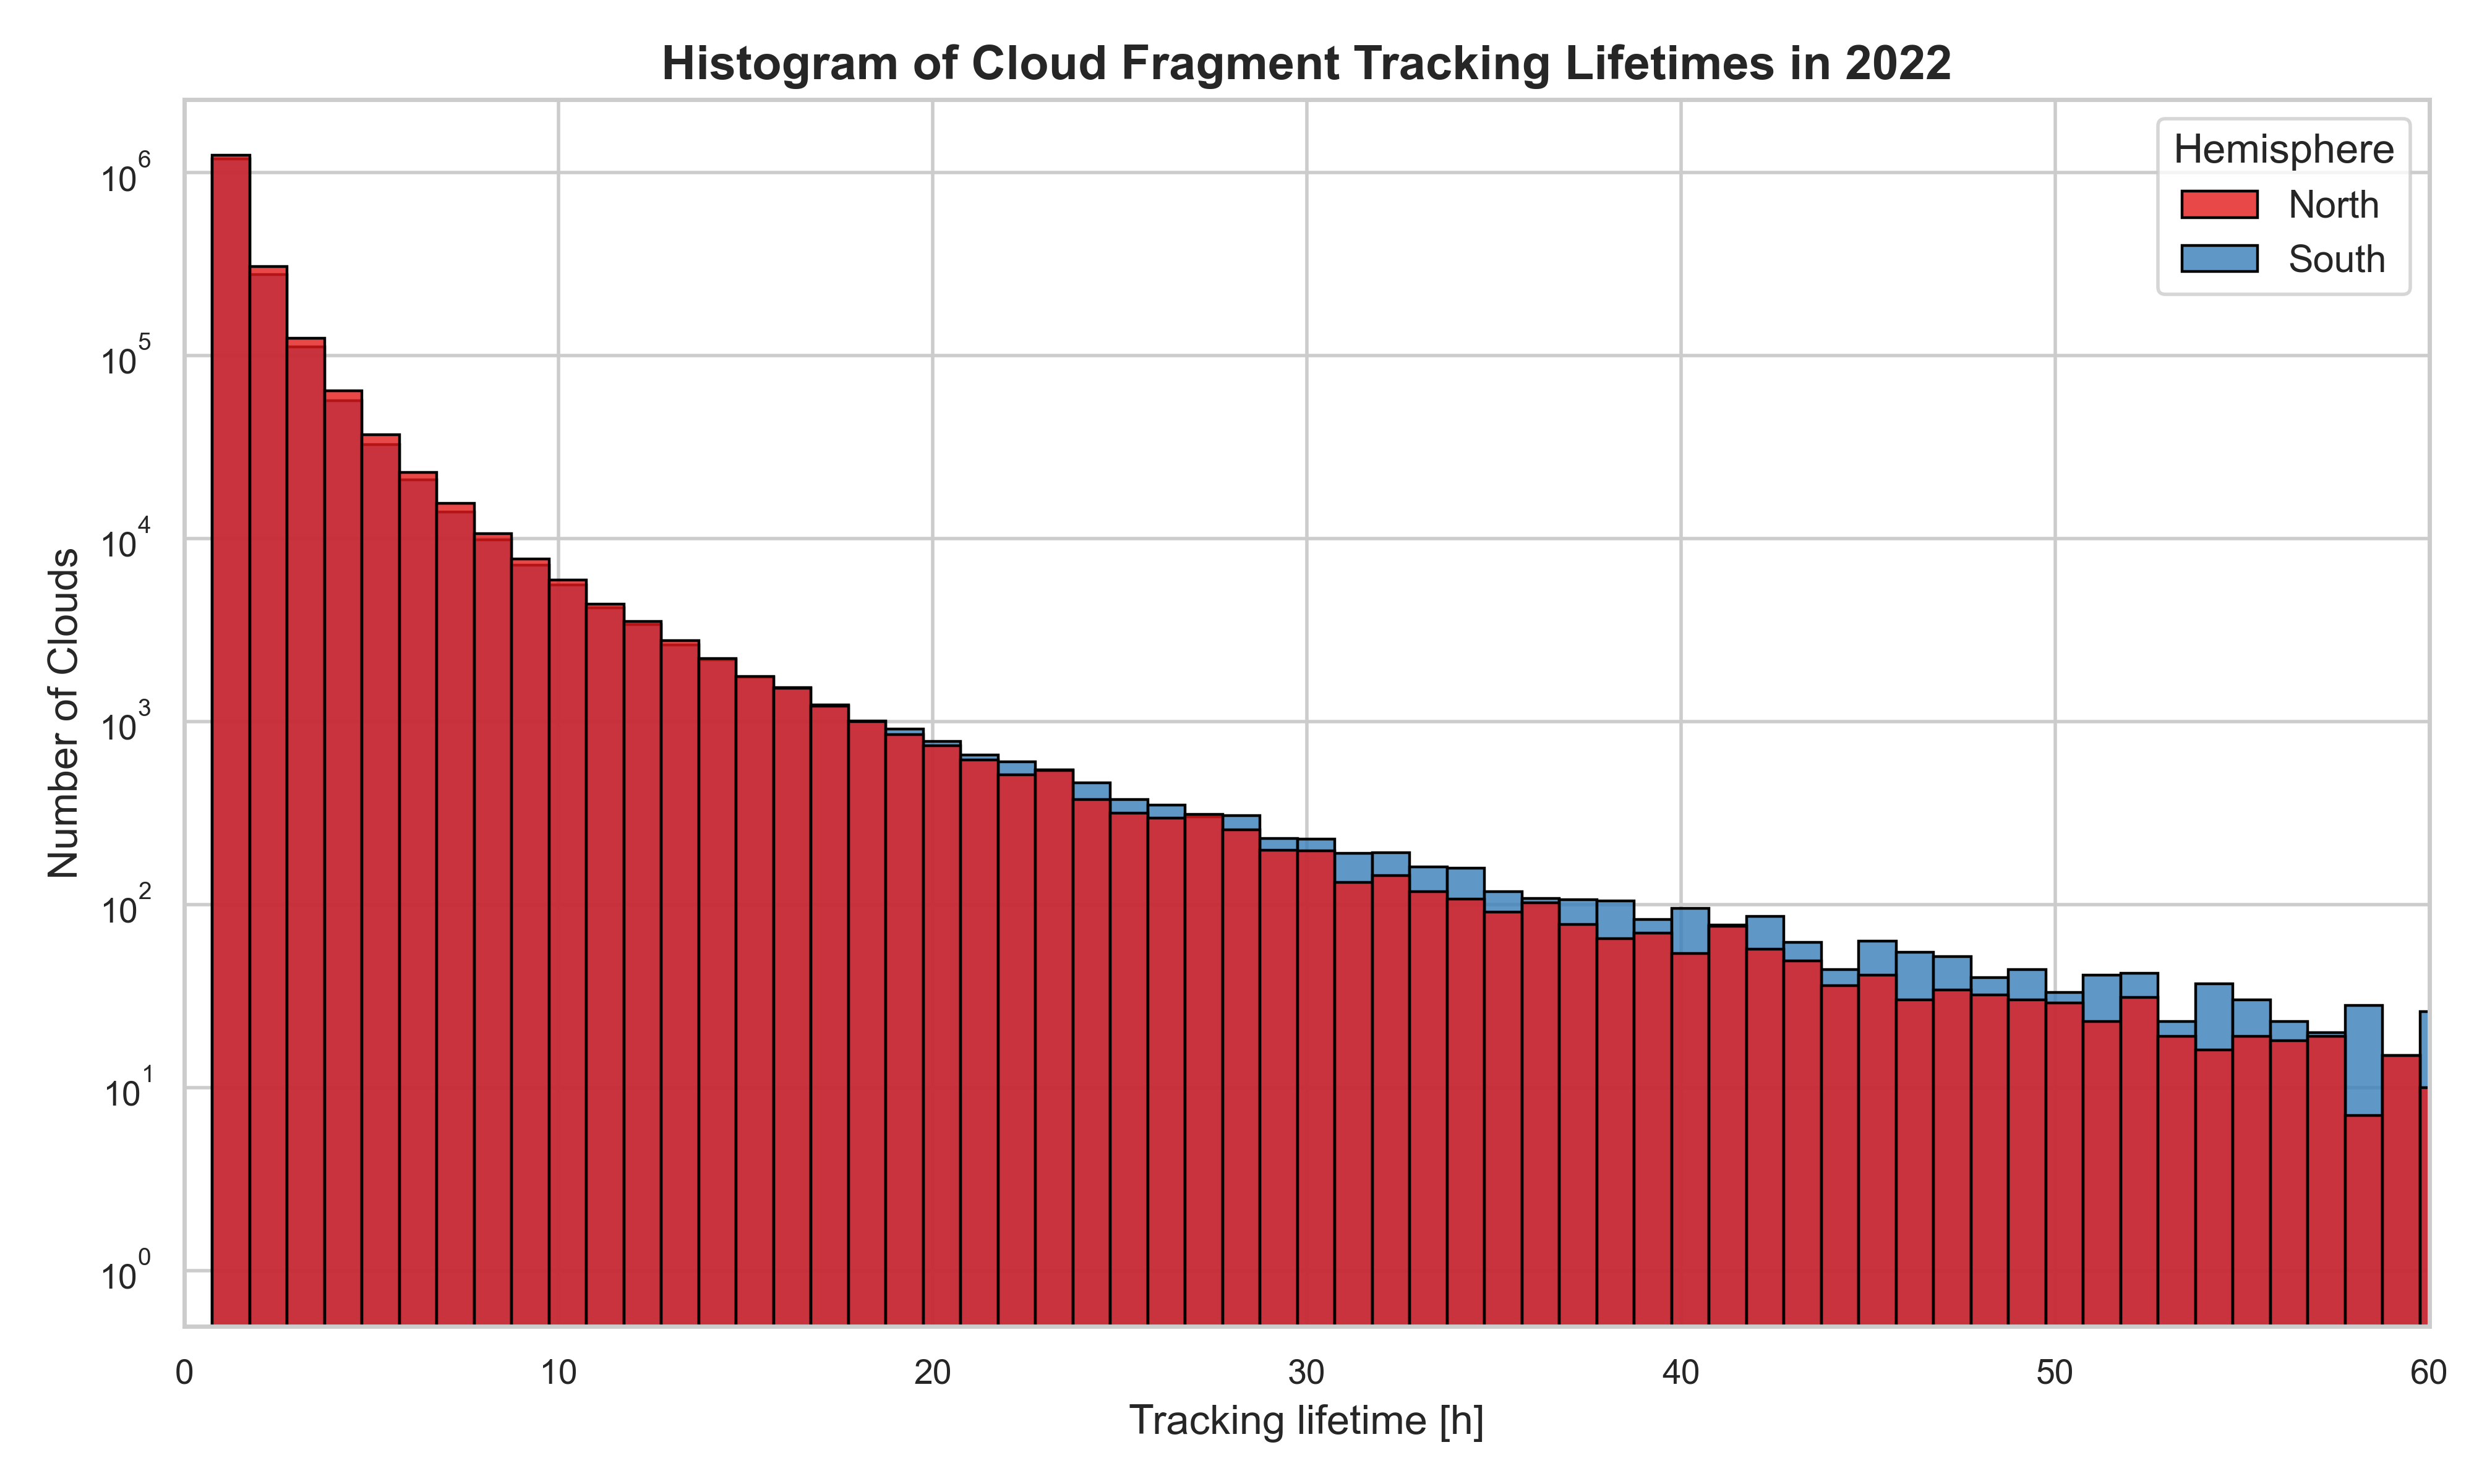 Histogram of Cloud Fragment Tracking Lifetimes in 2022
Hemisphere
North
South
Number of Clouds
10^6
10^5
10^4
10^3
10^2
10^1
10^0
0 10 20 30 40 50 60
Tracking lifetime [h]